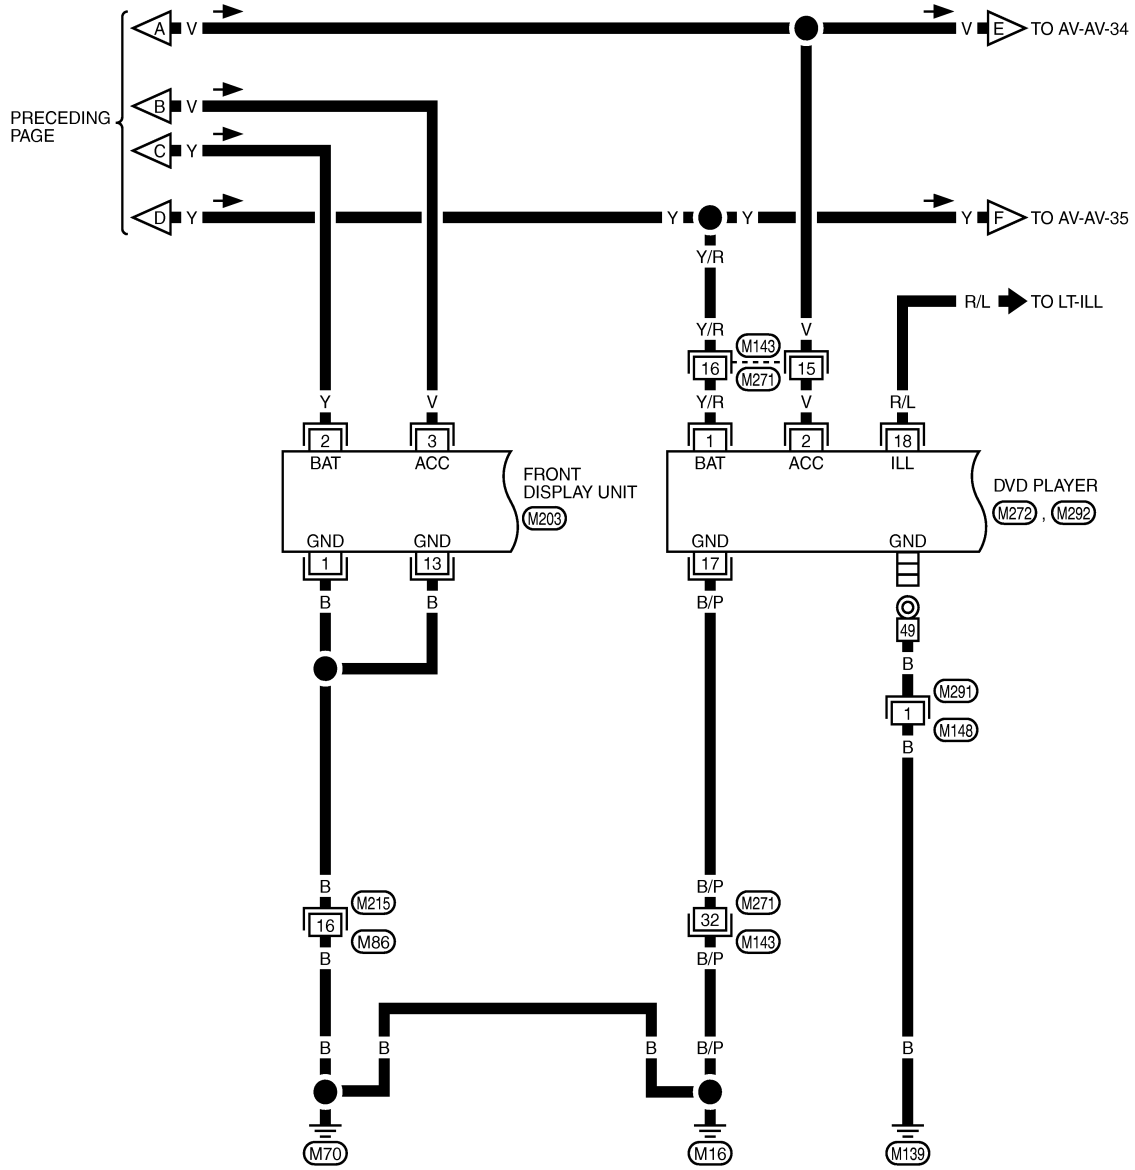 A V V E TO AV-AV-34
B V
PRECEDING
PAGE
C Y
D Y Y Y Y F TO AV-AV-35
Y/R
R/L TO LT-ILL
Y/R V
M143
16 15
M271
Y V Y/R V R/L
2 3 1 2 18
BAT ACC BAT ACC ILL
FRONT
DISPLAY UNIT
M203
DVD PLAYER
M272 , M292
GND GND GND GND
1 13 17
B B B/P
49
B
M291
1
M148
B
B B/P
M215 M271
16 32
M86 M143
B B/P
B B B B/P B
M70 M16 M139